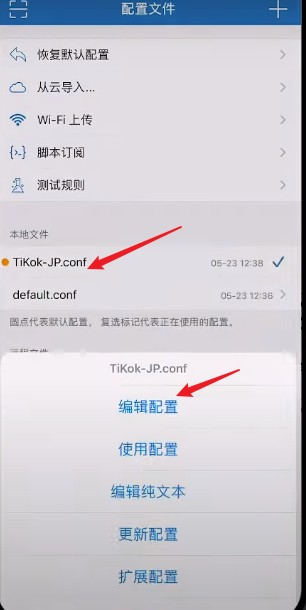 配置文件
恢复默认配置
从云导入...
Wi-Fi 上传
脚本订阅
测试规则
本地文件
TiKok-JP.conf 05-23 12:38
default.conf 05-23 12:36
圆点代表默认配置，复选标记代表正在使用的配置。
远程文件
TiKok-JP.conf
编辑配置
使用配置
编辑纯文本
更新配置
扩展配置